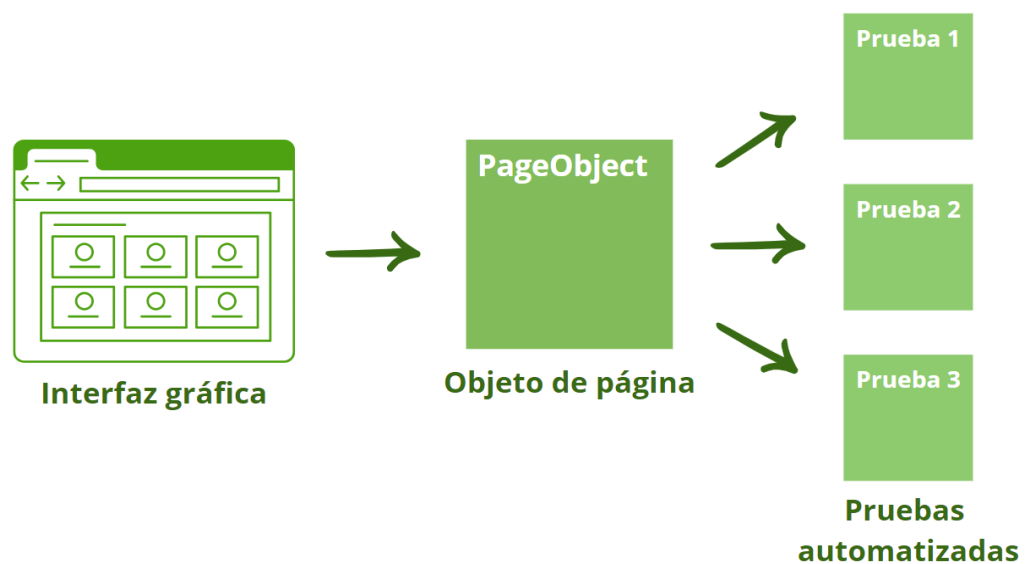 Interfaz gráfica
PageObject
Objeto de página
Prueba 1
Prueba 2
Prueba 3
Pruebas
automatizadas